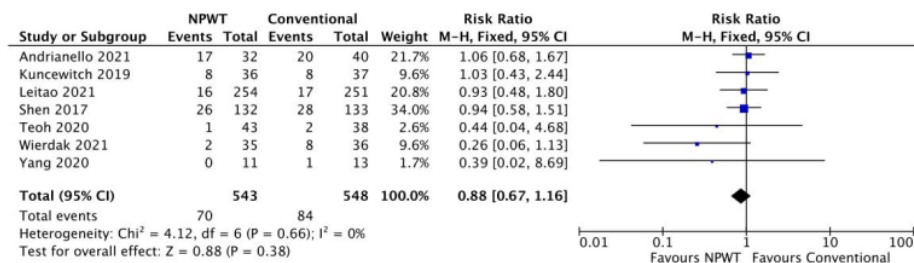 NPWT Conventional Risk Ratio Risk Ratio
Study or Subgroup Events Total Events Total Weight M-H, Fixed, 95% CI M-H, Fixed, 95% CI
Andrianello 2021 17 32 20 40 21.7% 1.06 [0.68, 1.67]
Kuncewitch 2019 8 36 8 37 9.6% 1.03 [0.43, 2.44]
Leitao 2021 16 254 17 251 20.8% 0.93 [0.48, 1.80]
Shen 2017 26 132 28 133 34.0% 0.94 [0.58, 1.51]
Teoh 2020 1 43 2 38 2.6% 0.44 [0.04, 4.68]
Wierdak 2021 2 35 8 36 9.6% 0.26 [0.06, 1.13]
Yang 2020 0 11 1 13 1.7% 0.39 [0.02, 8.69]
Total (95% CI) 543 548 100.0% 0.88 [0.67, 1.16]
Total events 70 84
Heterogeneity: Chi² = 4.12, df = 6 (P = 0.66); I² = 0%
Test for overall effect: Z = 0.88 (P = 0.38)
0.01 0.1 1 10 100
Favours NPWT Favours Conventional